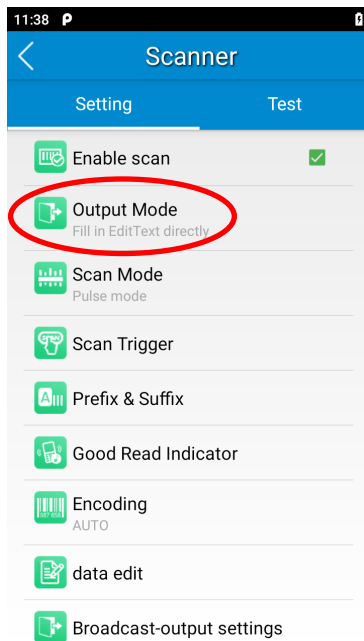 11:38
Scanner
Setting Test
Enable scan
Output Mode
Fill in EditText directly
Scan Mode
Pulse mode
Scan Trigger
Prefix & Suffix
Good Read Indicator
Encoding
AUTO
data edit
Broadcast-output settings